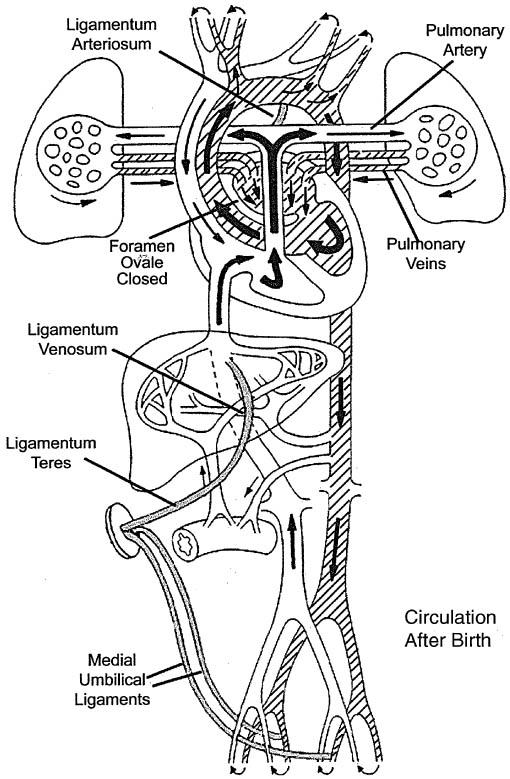 Ligamentum
Arteriosum
Pulmonary
Artery
Foramen
Ovale
Closed
Pulmonary
Veins
Ligamentum
Venosum
Ligamentum
Teres
Circulation
After Birth
Medial
Umbilical
Ligaments